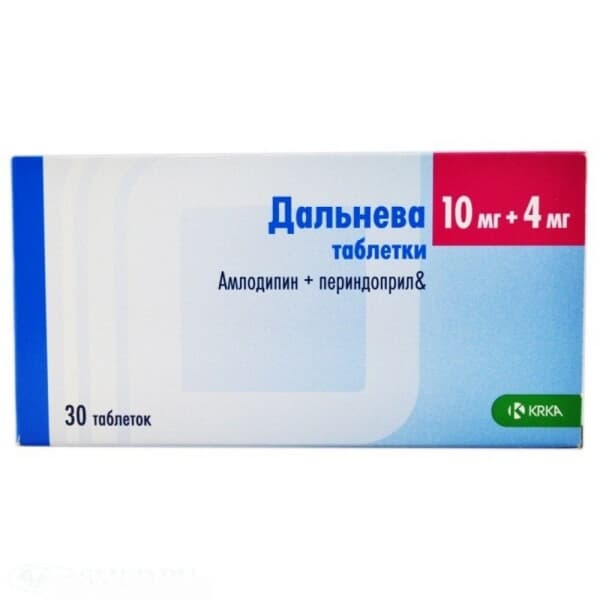 Дальнева
10 мг + 4 мг
таблетки
Амлодипин + периндоприл&
30 таблеток
KRKA